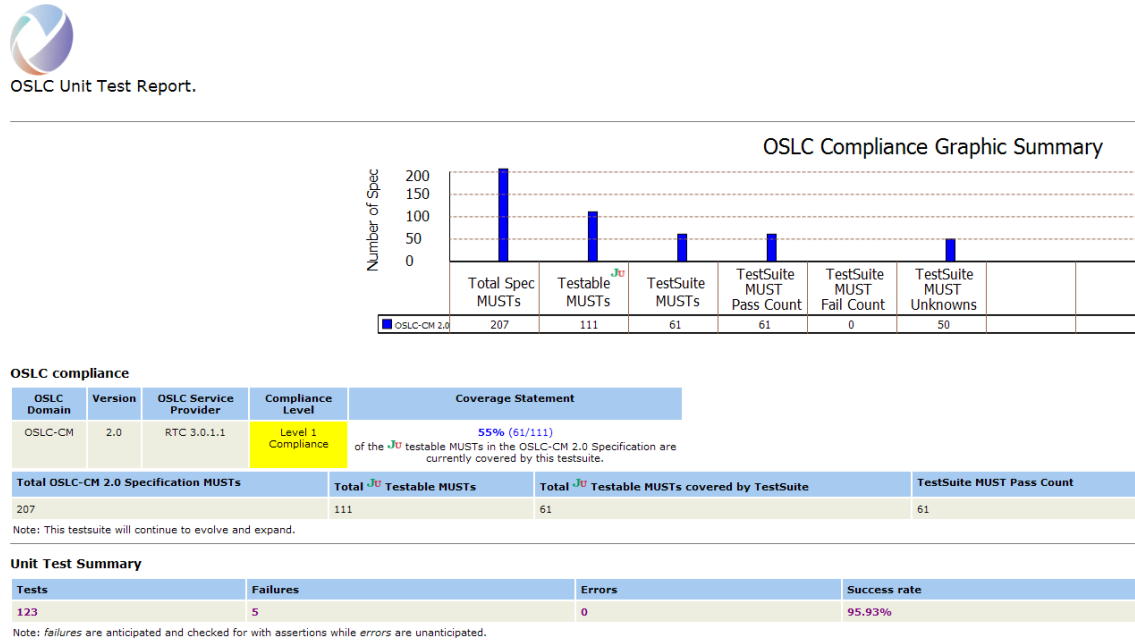 OSLC Unit Test Report.
OSLC Compliance Graphic Summary
Number of Spec
200
150
100
50
0
Total Spec MUSTs
Testable JU MUSTs
TestSuite MUSTs
TestSuite MUST Pass Count
TestSuite MUST Fail Count
TestSuite MUST Unknowns
OSLC-CM 2.0 207 111 61 61 0 50
OSLC compliance
OSLC Domain Version OSLC Service Provider Compliance Level Coverage Statement
OSLC-CM 2.0 RTC 3.0.1.1 Level 1 Compliance 55% (61/111)
of the JU testable MUSTs in the OSLC-CM 2.0 Specification are
currently covered by this testsuite.
Total OSLC-CM 2.0 Specification MUSTs Total JU Testable MUSTs Total JU Testable MUSTs covered by TestSuite TestSuite MUST Pass Count
207 111 61 61
Note: This testsuite will continue to evolve and expand.
Unit Test Summary
Tests Failures Errors Success rate
123 5 0 95.93%
Note: failures are anticipated and checked for with assertions while errors are unanticipated.